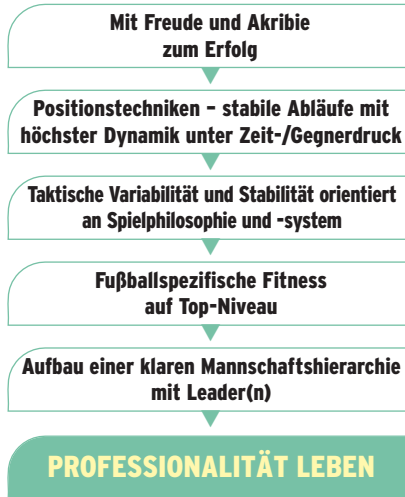 Mit Freude und Akribie
zum Erfolg
Positionstechniken – stabile Abläufe mit
höchster Dynamik unter Zeit-/Gegnerdruck
Taktische Variabilität und Stabilität orientiert
an Spielphilosophie und -system
Fußballspezifische Fitness
auf Top-Niveau
Aufbau einer klaren Mannschaftshierarchie
mit Leader(n)
PROFESSIONALITÄT LEBEN